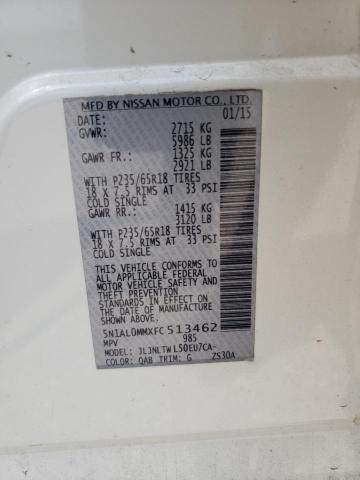 MFD BY NISSAN MOTOR CO., LTD.
DATE: 01/15
GVWR: 2715 KG
5986 LB
GAWR FR: 1325 KG
2921 LB
WITH P235/65R18 TIRES
18 X 7.5 RIMS AT 33 PSI
COLD SINGLE
GAWR RR.: 1415 KG
3120 LB
WITH P235/65R18 TIRES
18 X 7.5 RIMS AT 33 PSI
COLD SINGLE
THIS VEHICLE CONFORMS TO
ALL APPLICABLE FEDERAL
MOTOR VEHICLE SAFETY AND
THEFT PREVENTION
STANDARDS IN EFFECT ON
THE DATE OF MANUFACTURE
SHOWN ABOVE.
5N1AL0MMXFC513462
MPV 985
MODEL: JLJNLTWL50EU7CA-
COLOR: QAB TRIM: G ZS30A